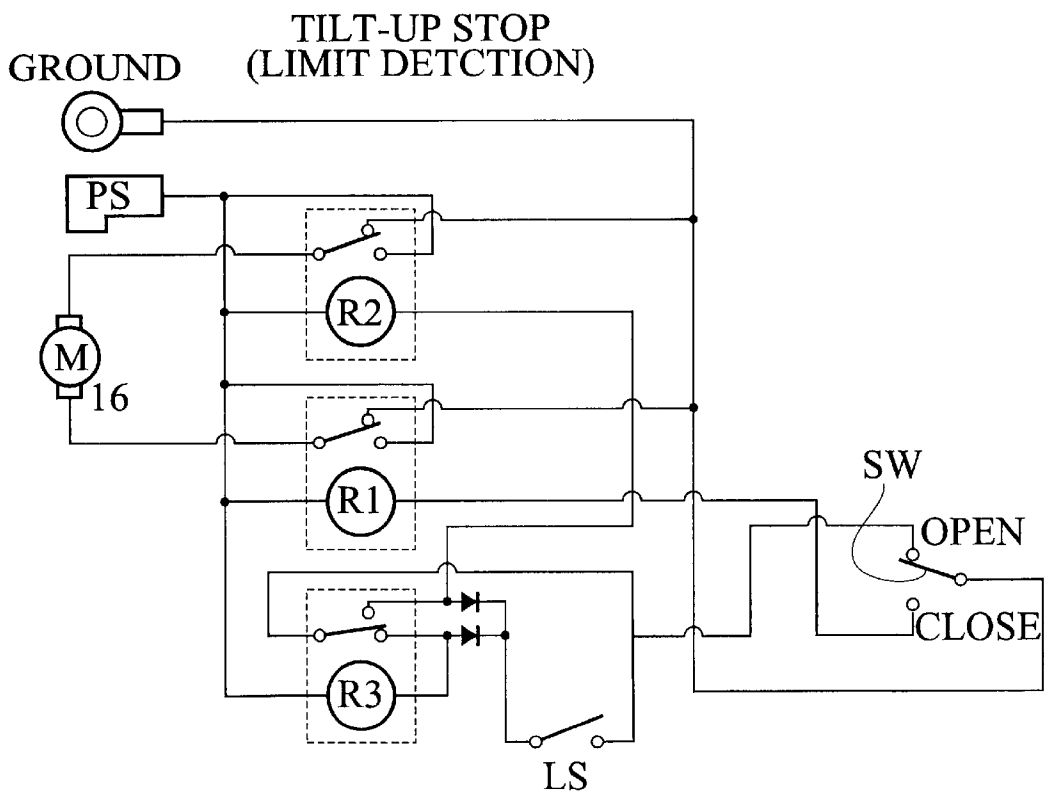 TILT-UP STOP
(LIMIT DETCTION)
GROUND
PS
R2
M
16
R1
SW
OPEN
CLOSE
R3
LS